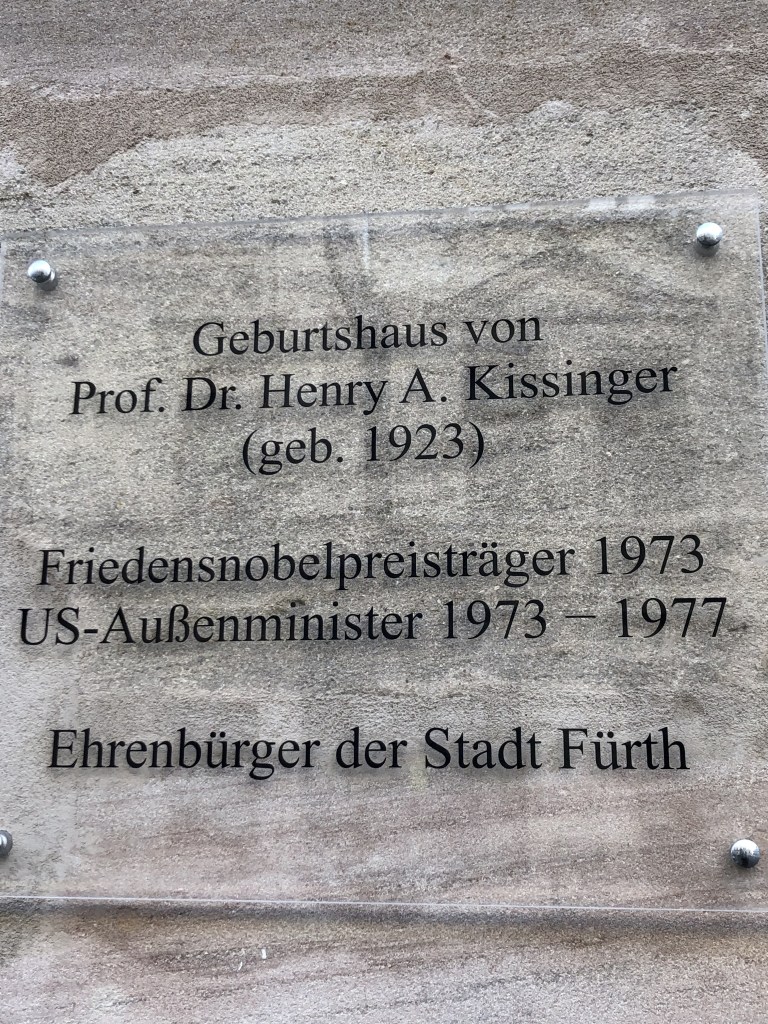 Geburtshaus von
Prof. Dr. Henry A. Kissinger
(geb. 1923)
Friedensnobelpreisträger 1973
US-Außenminister 1973 – 1977
Ehrenbürger der Stadt Fürth